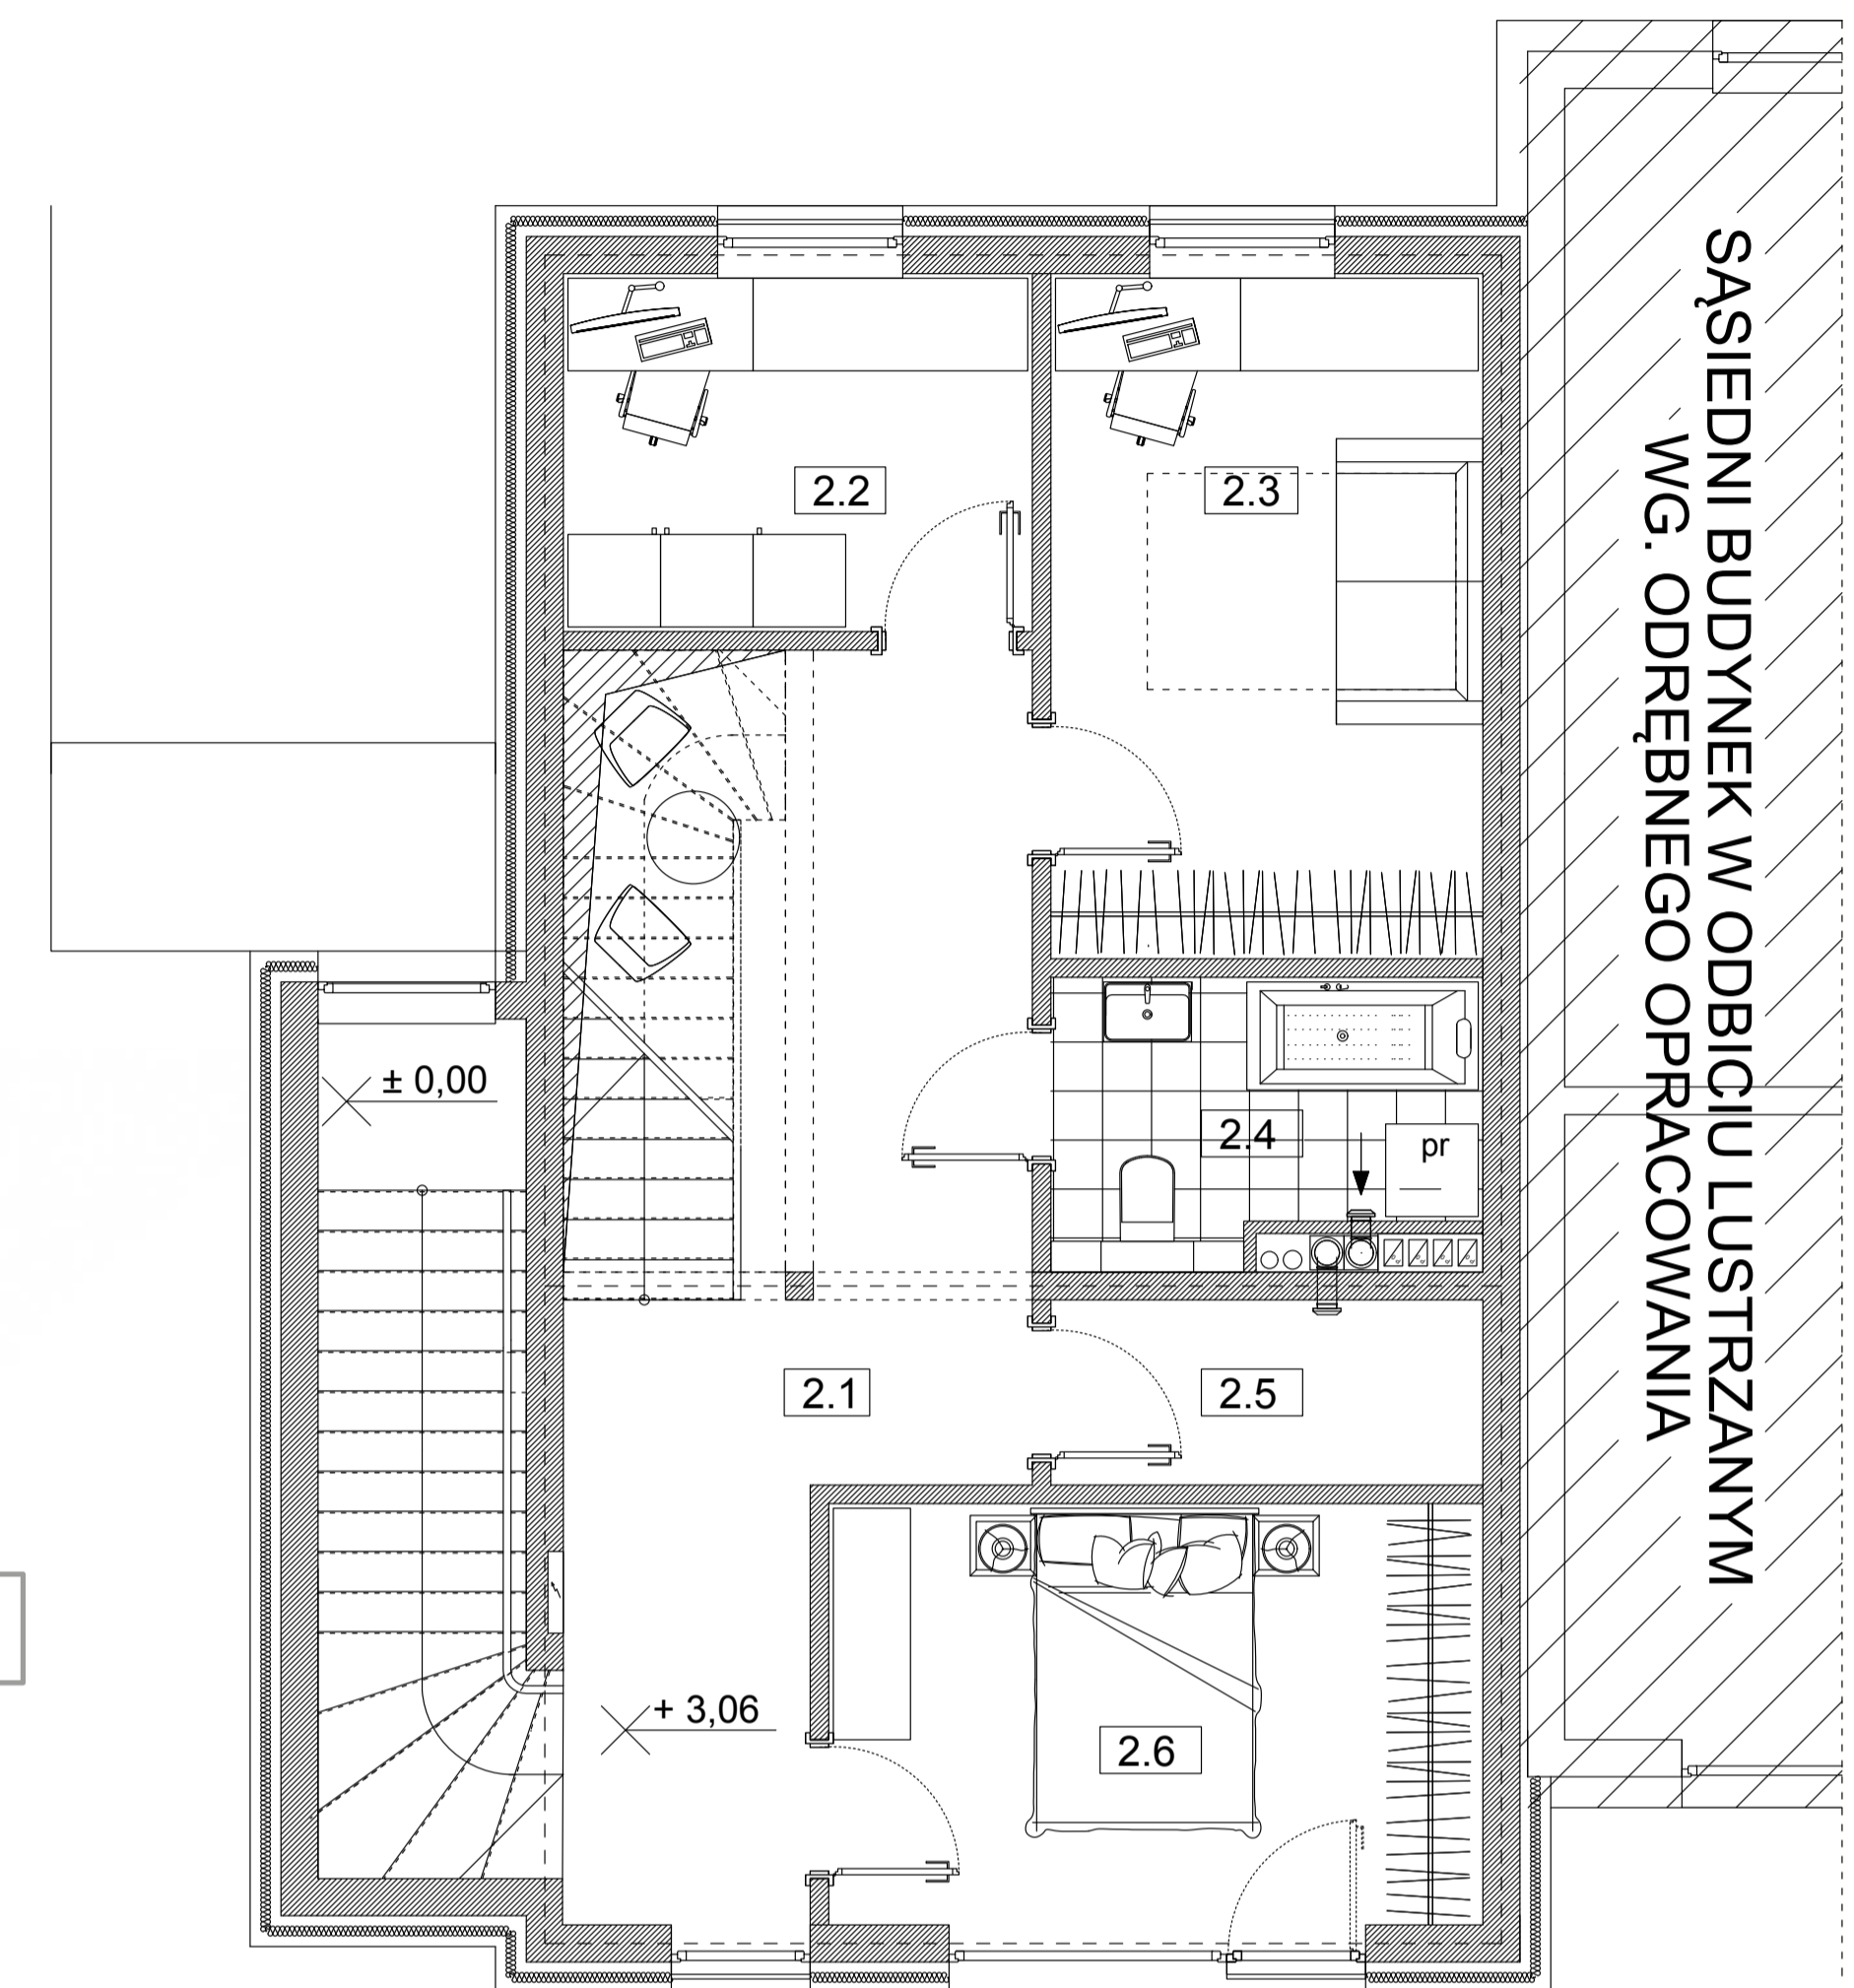 SĄSIEDNI BUDYNEK W ODBICIU LUSTRZANYM
WG. ODRĘBNEGO OPRACOWANIA
2.2
2.3
± 0,00
2.4
pr
2.1
2.5
+ 3,06
2.6